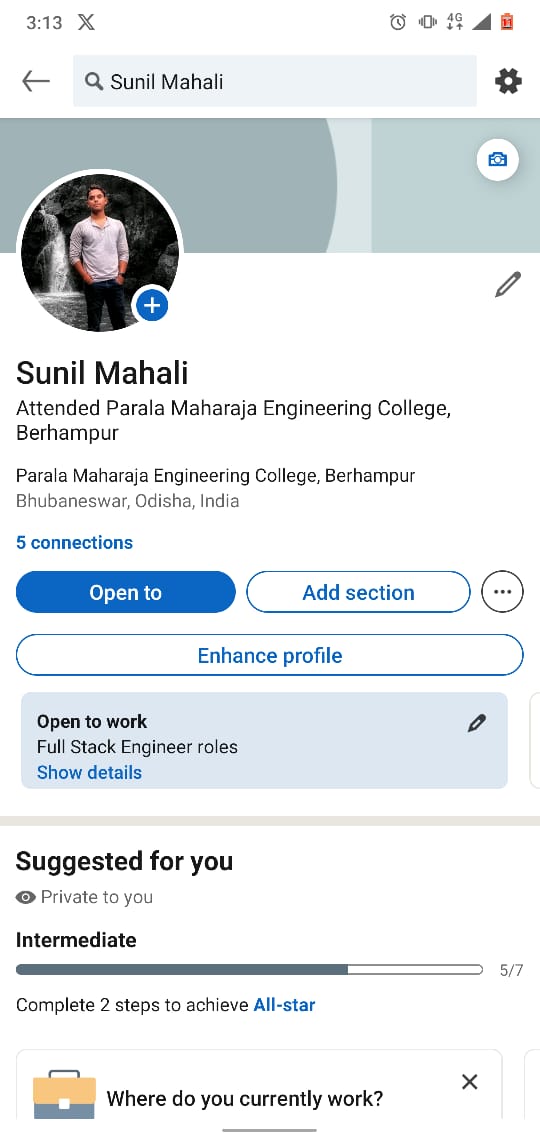 3:13 X 4G 11
Sunil Mahali
Sunil Mahali
Attended Parala Maharaja Engineering College,
Berhampur
Parala Maharaja Engineering College, Berhampur
Bhubaneswar, Odisha, India
5 connections
Open to Add section
Enhance profile
Open to work
Full Stack Engineer roles
Show details
Suggested for you
Private to you
Intermediate
5/7
Complete 2 steps to achieve All-star
Where do you currently work?